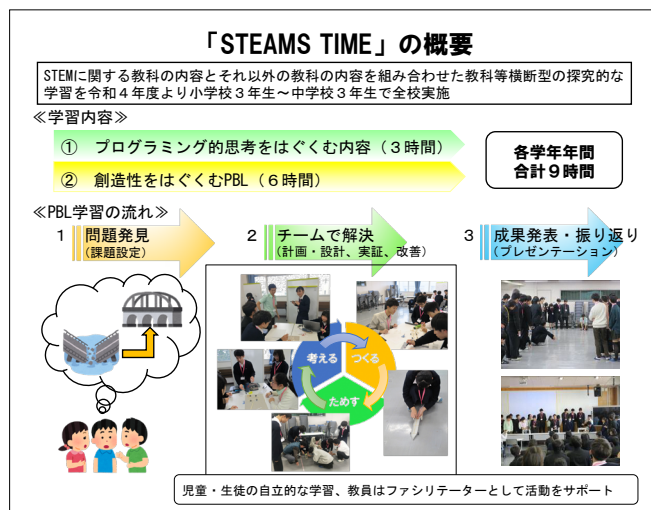 「STEAMS TIME」の概要
STEMに関する教科の内容とそれ以外の教科の内容を組み合わせた教科等横断型の探究的な
学習を令和４年度より小学校３年生～中学校３年生で全校実施
≪学習内容≫
① プログラミング的思考をはぐくむ内容（３時間）
② 創造性をはぐくむPBL（６時間）
各学年年間
合計９時間
≪PBL学習の流れ≫
１ 問題発見
（課題設定）
２ チームで解決
（計画・設計、実証、改善）
３ 成果発表・振り返り
（プレゼンテーション）
考える
つくる
ためす
児童・生徒の自立的な学習、教員はファシリテーターとして活動をサポート